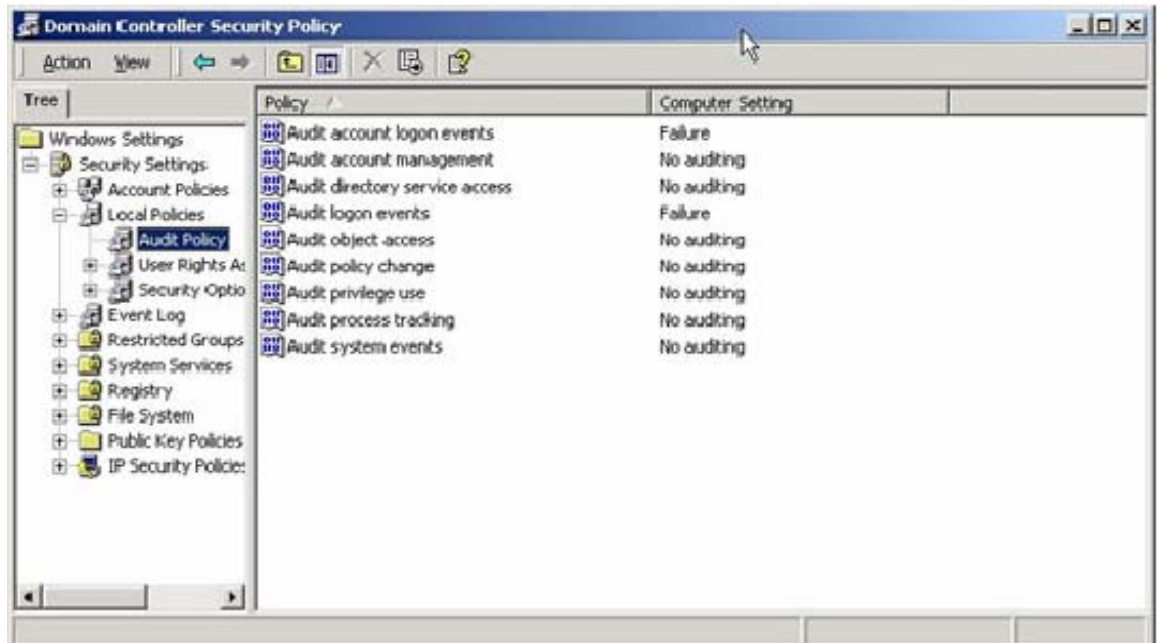 Domain Controller Security Policy
Action View
Tree
Policy Computer Setting
Windows Settings
Security Settings
Account Policies
Local Policies
Audit Policy
User Rights As
Security Optio
Event Log
Restricted Groups
System Services
Registry
File System
Public Key Policies
IP Security Policies
Audit account logon events Failure
Audit account management No auditing
Audit directory service access No auditing
Audit logon events Failure
Audit object access No auditing
Audit policy change No auditing
Audit privilege use No auditing
Audit process tracking No auditing
Audit system events No auditing